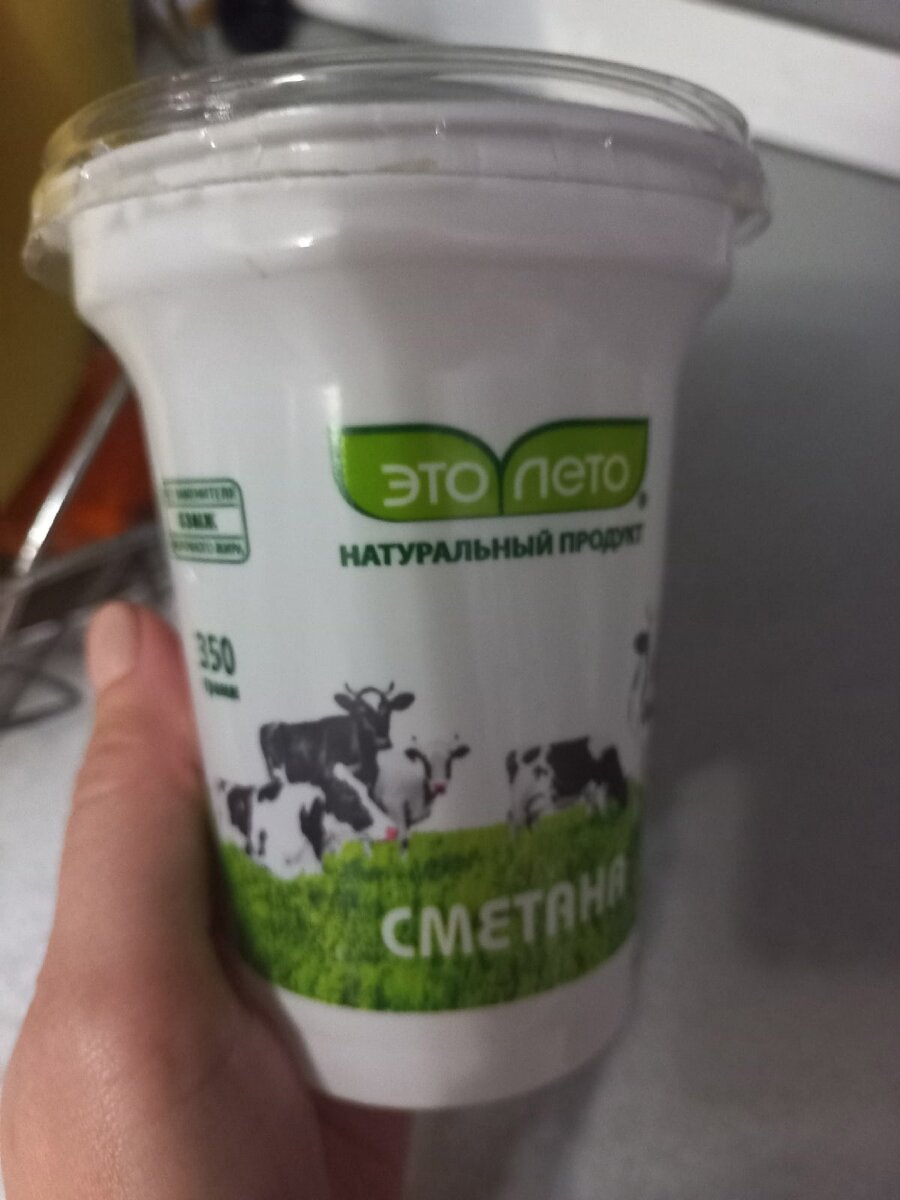 ЭТО ЛЕТО
НАТУРАЛЬНЫЙ ПРОДУКТ
350
СМЕТАНА